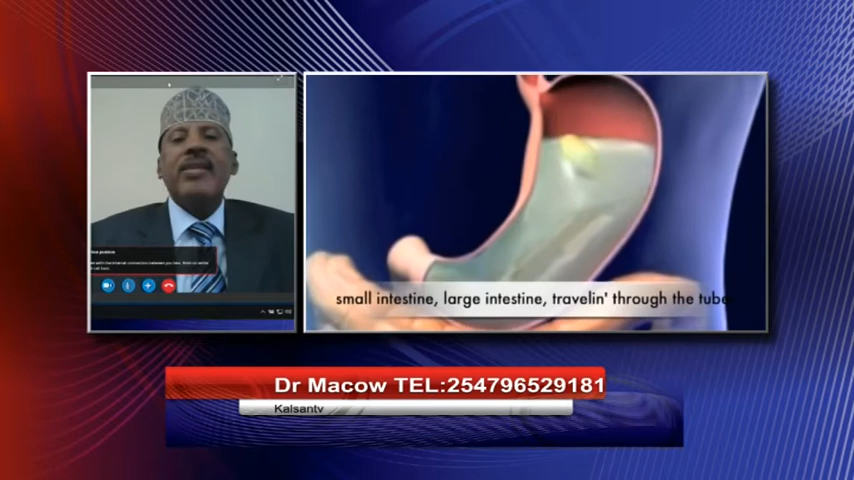 small intestine, large intestine, travelin' through the tube
Dr Macow TEL:254796529181
Kalsantv